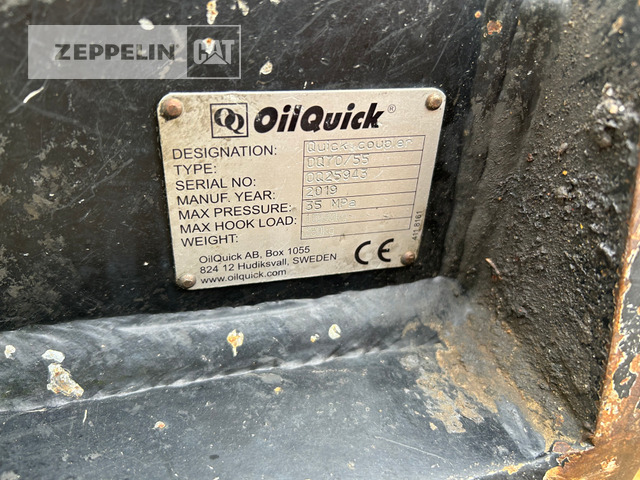 ZEPPELIN CAT
OQ OilQuick®
DESIGNATION: Quick coupler
TYPE: OQ70/55
SERIAL NO: OQ25943
MANUF. YEAR: 2019
MAX PRESSURE: 35 MPa
MAX HOOK LOAD:
WEIGHT:
OilQuick AB, Box 1055
824 12 Hudiksvall, SWEDEN
www.oilquick.com
CE